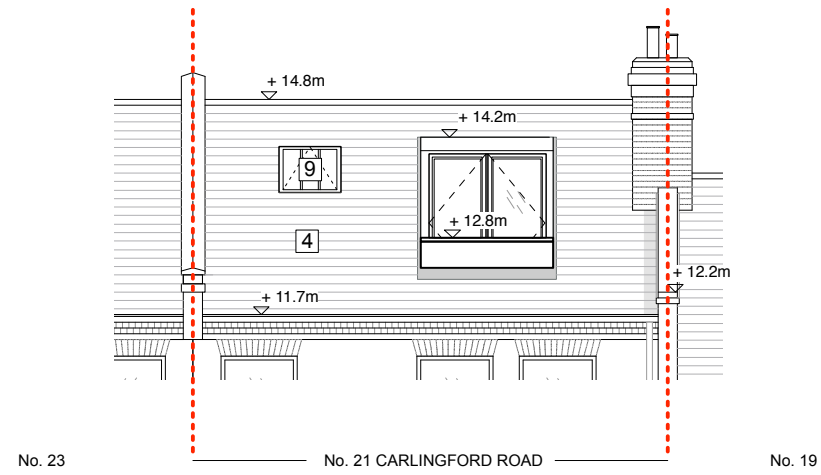 + 14.8m
+ 14.2m
9
+ 12.8m
4
+ 12.2m
+ 11.7m
No. 23
No. 21 CARLINGFORD ROAD
No. 19